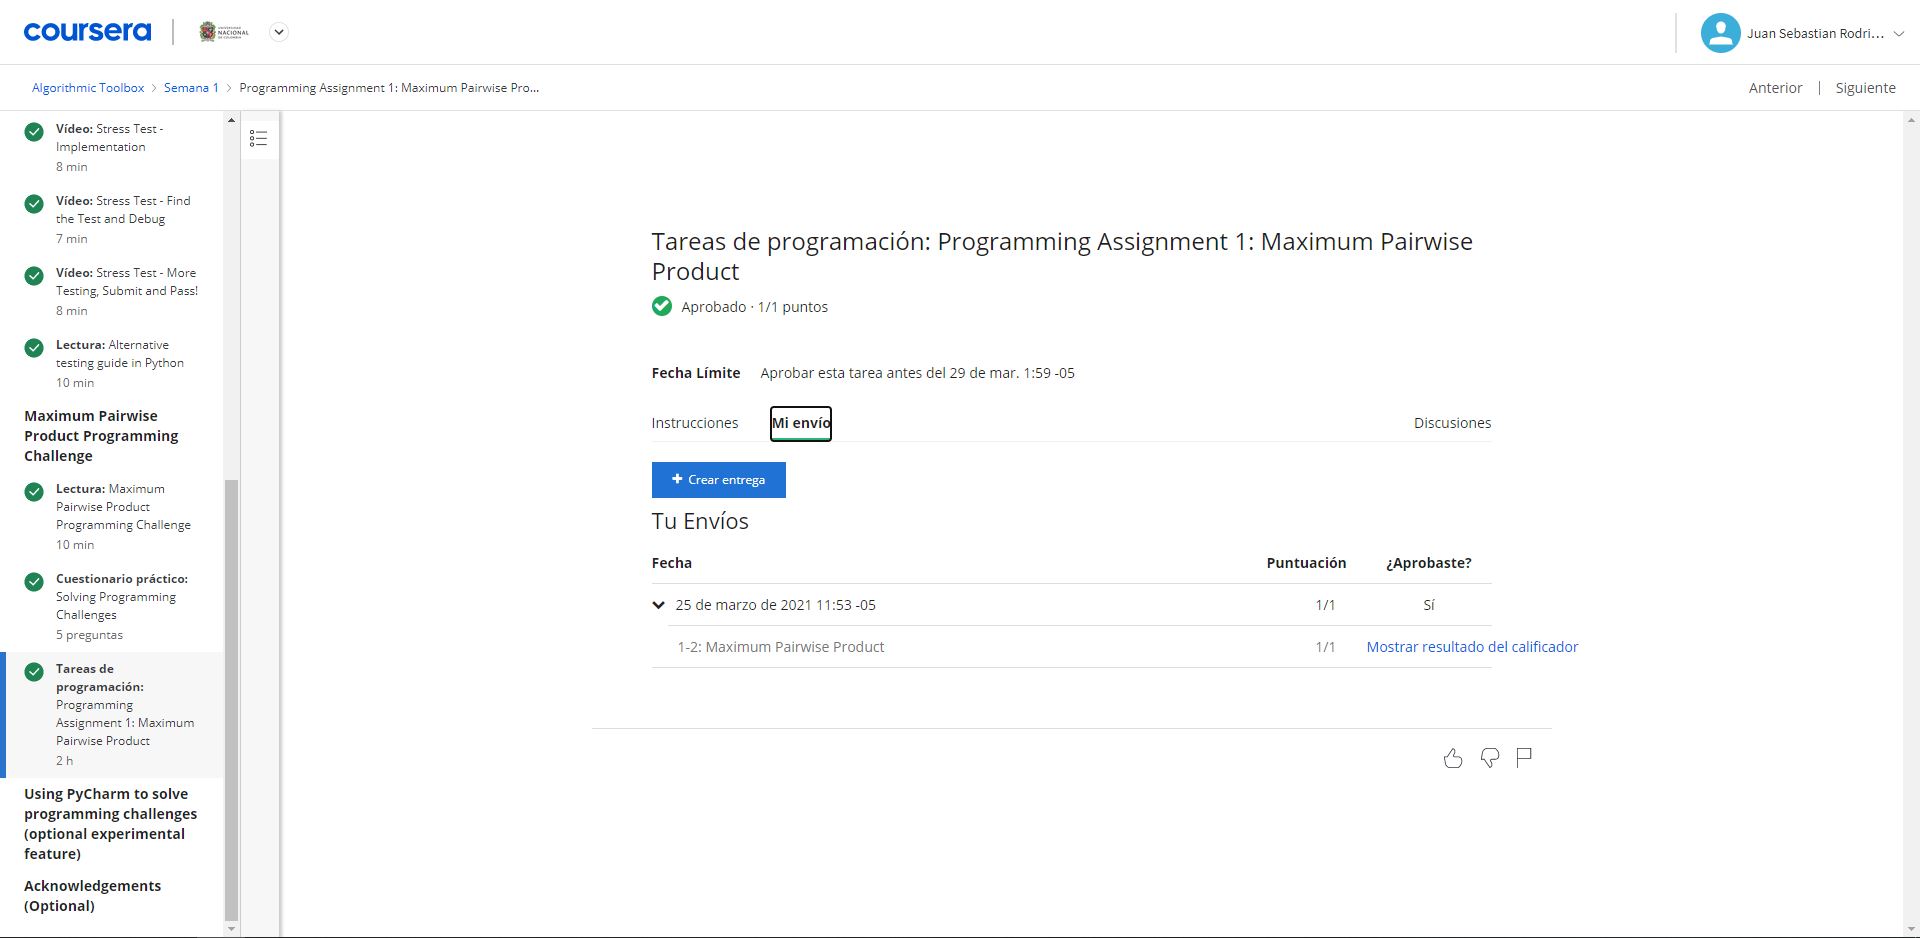 coursera
UNIVERSIDAD
NACIONAL
DE COLOMBIA
Juan Sebastian Rodri...
Algorithmic Toolbox > Semana 1 > Programming Assignment 1: Maximum Pairwise Pro...
Anterior | Siguiente
Vídeo: Stress Test -
Implementation
8 min
Vídeo: Stress Test - Find
the Test and Debug
7 min
Vídeo: Stress Test - More
Testing, Submit and Pass!
8 min
Lectura: Alternative
testing guide in Python
10 min
Maximum Pairwise
Product Programming
Challenge
Lectura: Maximum
Pairwise Product
Programming Challenge
10 min
Cuestionario práctico:
Solving Programming
Challenges
5 preguntas
Tareas de
programación:
Programming
Assignment 1: Maximum
Pairwise Product
2 h
Using PyCharm to solve
programming challenges
(optional experimental
feature)
Acknowledgements
(Optional)
Tareas de programación: Programming Assignment 1: Maximum Pairwise
Product
Aprobado · 1/1 puntos
Fecha Límite Aprobar esta tarea antes del 29 de mar. 1:59 -05
Instrucciones Mi envío Discusiones
+ Crear entrega
Tu Envíos
Fecha Puntuación ¿Aprobaste?
25 de marzo de 2021 11:53 -05 1/1 Sí
1-2: Maximum Pairwise Product 1/1 Mostrar resultado del calificador